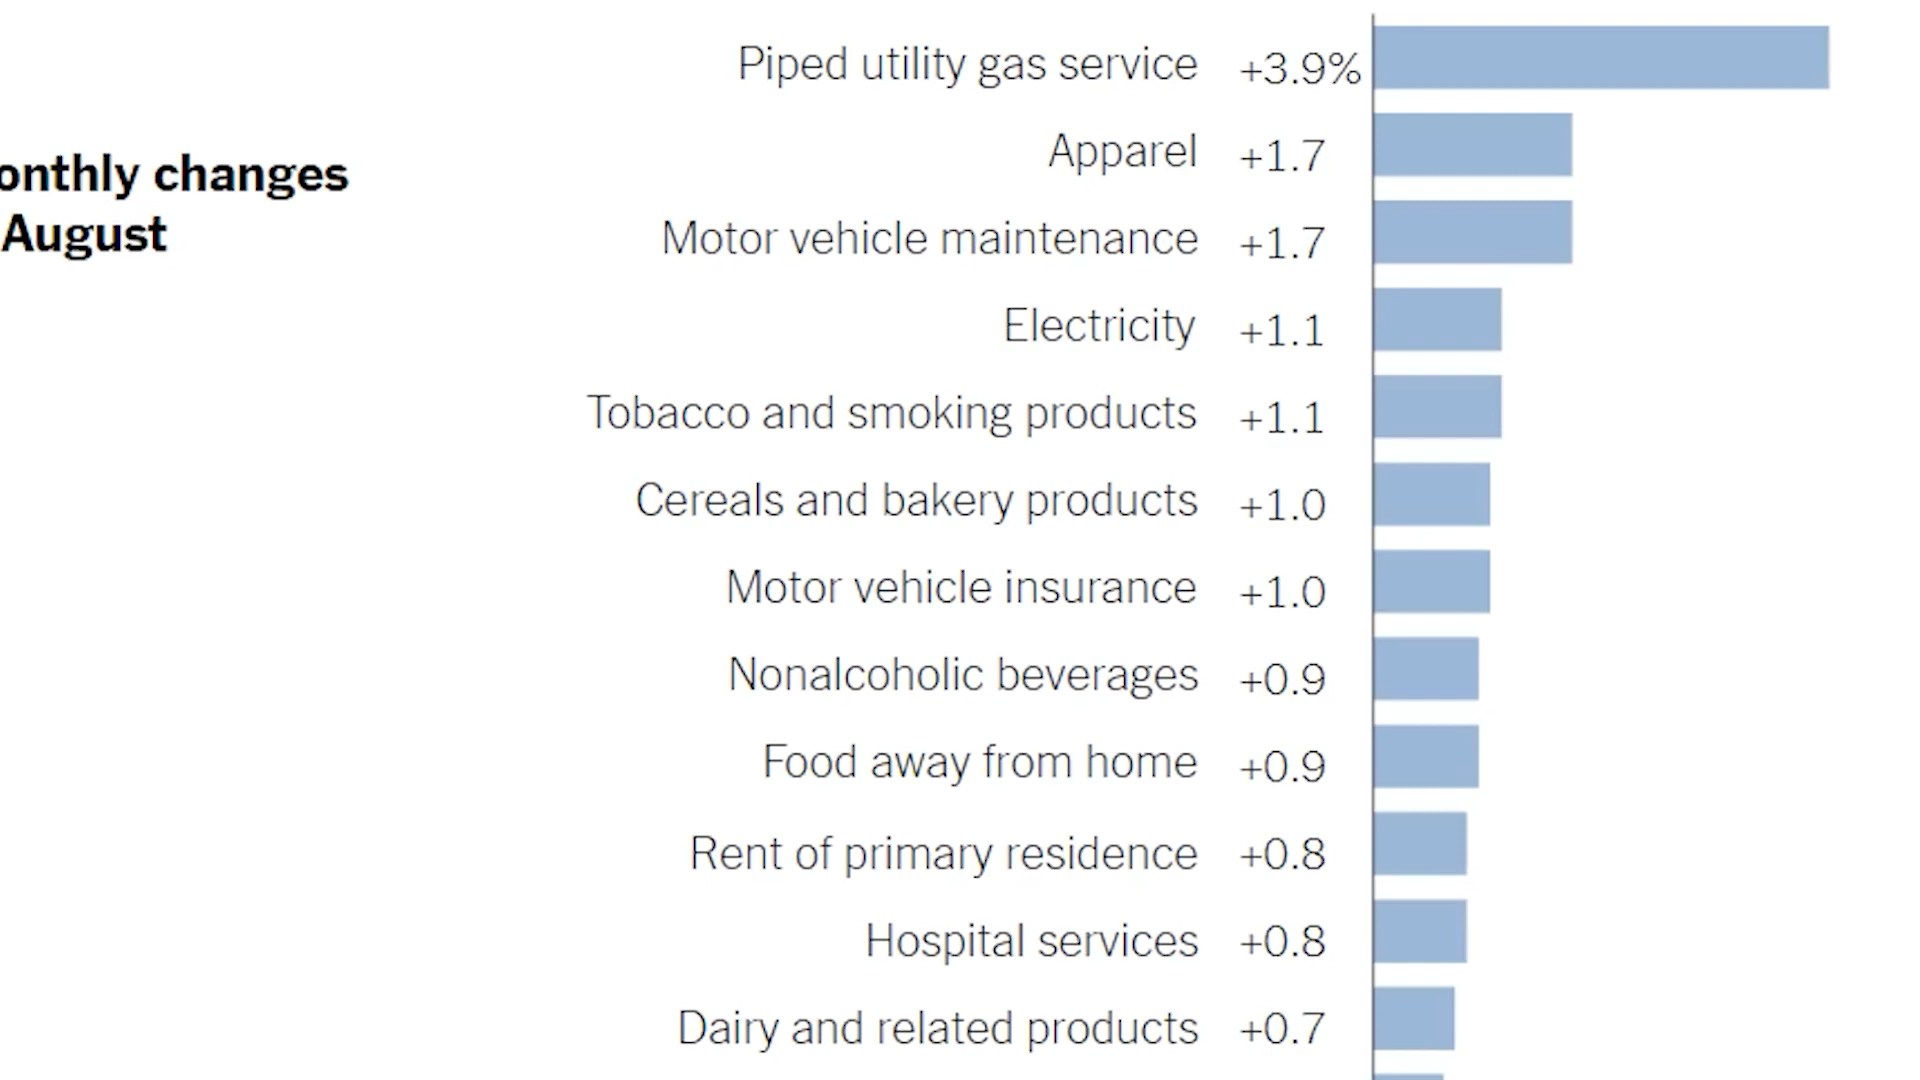 onthly changes
August
Piped utility gas service +3.9%
Apparel +1.7
Motor vehicle maintenance +1.7
Electricity +1.1
Tobacco and smoking products +1.1
Cereals and bakery products +1.0
Motor vehicle insurance +1.0
Nonalcoholic beverages +0.9
Food away from home +0.9
Rent of primary residence +0.8
Hospital services +0.8
Dairy and related products +0.7